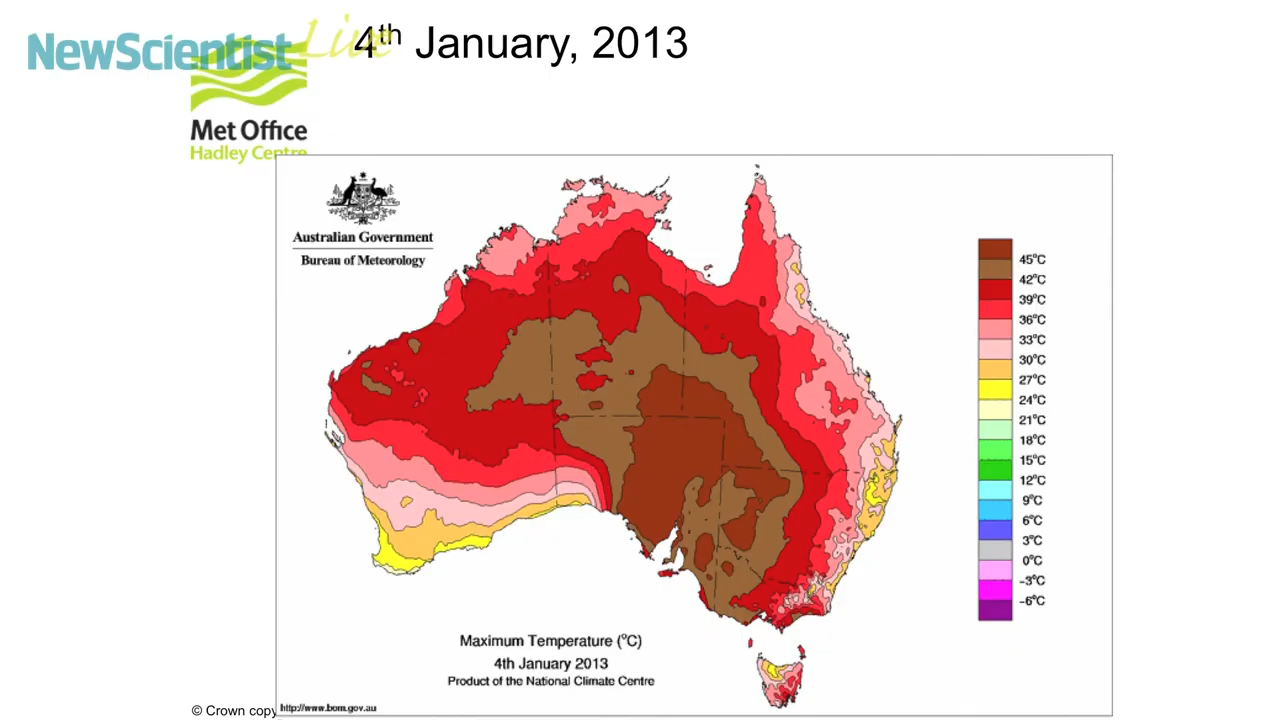 NewScientist Live
4th January, 2013
Met Office
Hadley Centre
Australian Government
Bureau of Meteorology
45°C
42°C
39°C
36°C
33°C
30°C
27°C
24°C
21°C
18°C
15°C
12°C
9°C
6°C
3°C
0°C
-3°C
-6°C
Maximum Temperature (°C)
4th January 2013
Product of the National Climate Centre
http://www.bom.gov.au
© Crown copy